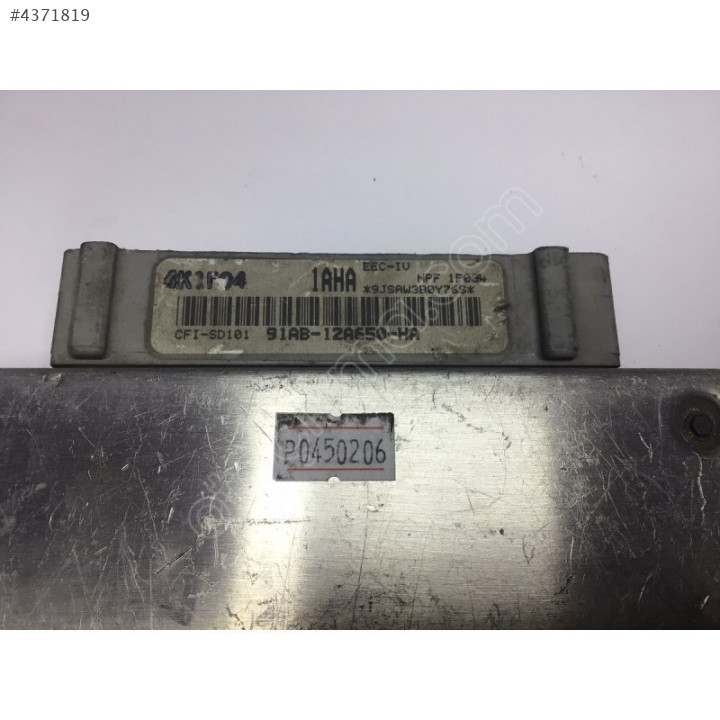 #4371819
1AHA
EEC-IV
NPF 1F034
*9JSAW3B0Y76S*
CFI-SD101
91AB-12A650-HA
P0450206